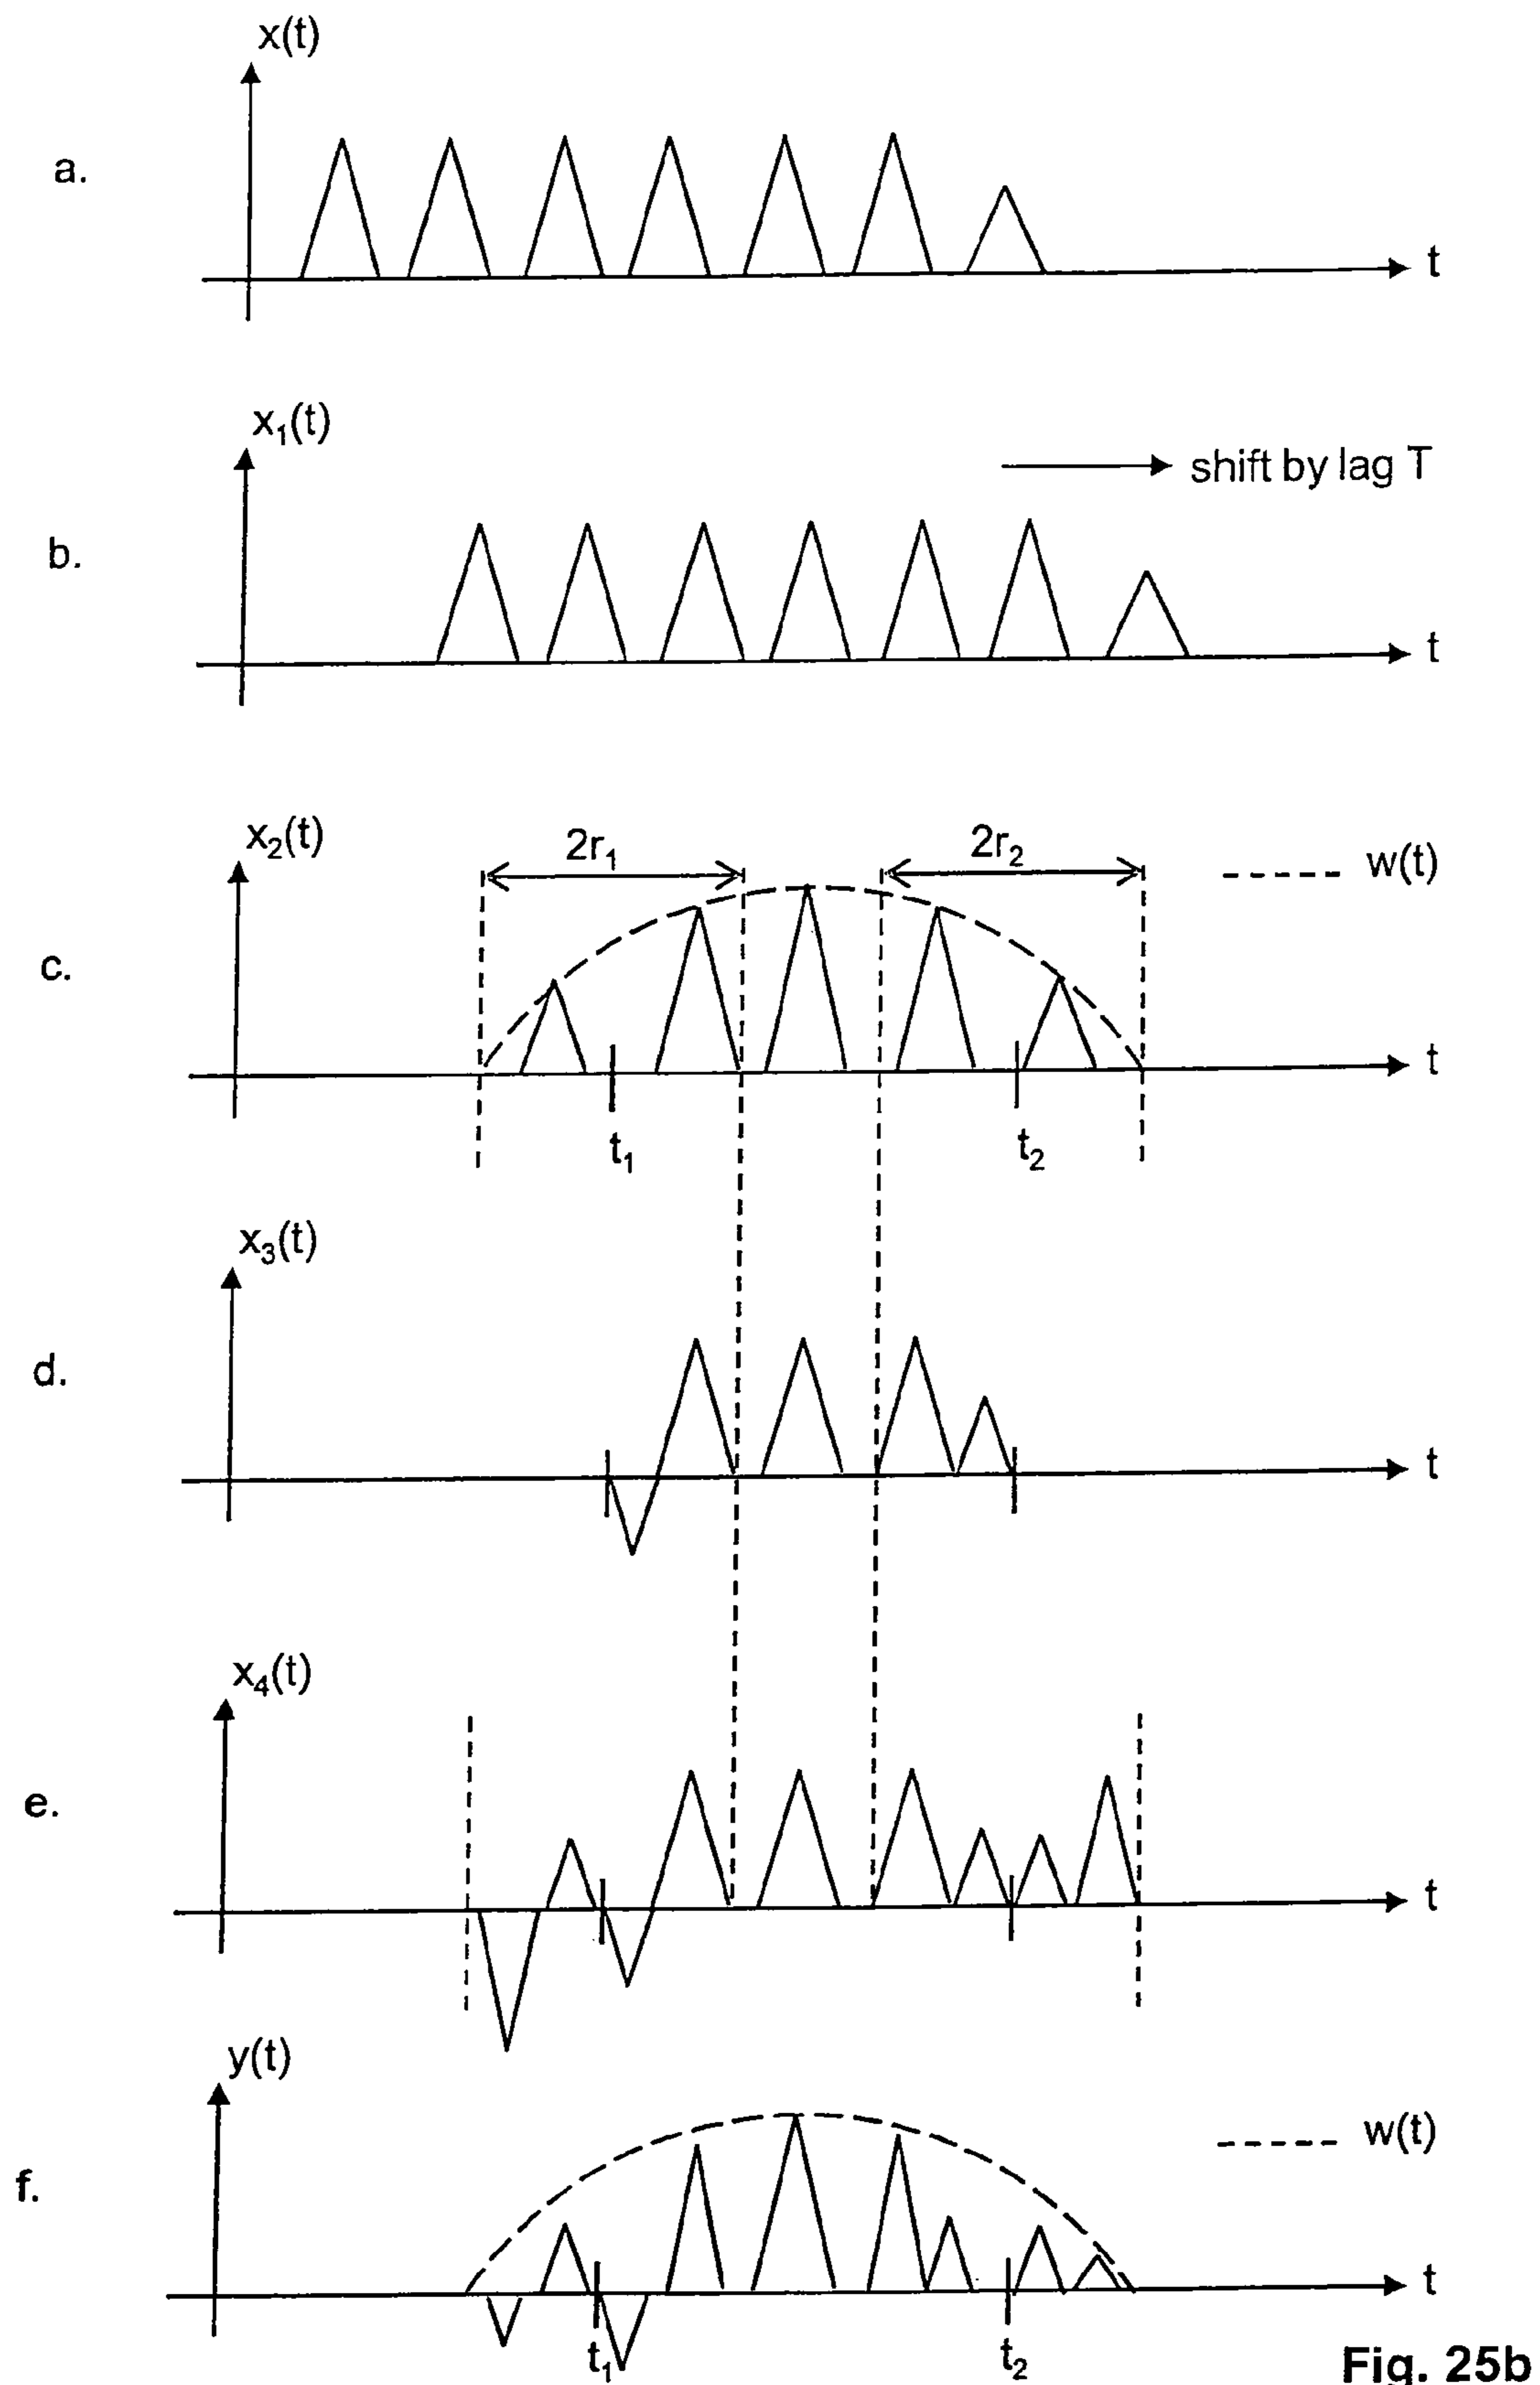 x(t)
a.
t
x₁(t)
shift by lag T
b.
t
x₂(t)
2r₁
2r₂
w(t)
c.
t
t₁
t₂
x₃(t)
d.
t
x₄(t)
e.
t
y(t)
w(t)
f.
t
t₁
t₂
Fig. 25b